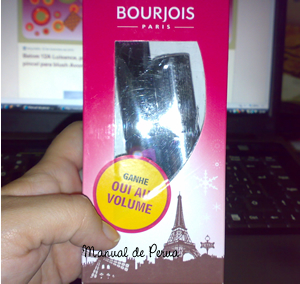 BOURJOIS
PARIS
GANHE
OUI AU
VOLUME
Manual de Perua